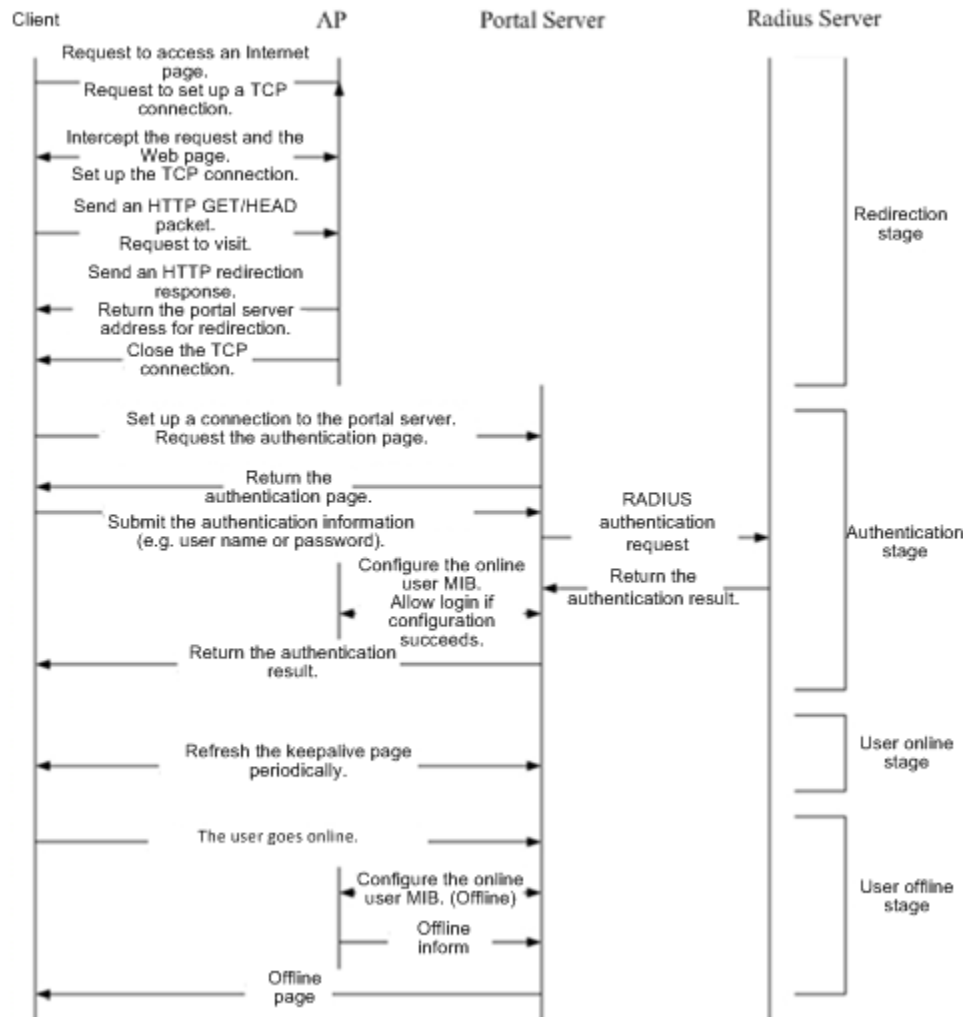 Client
AP
Portal Server
Radius Server
Request to access an Internet
page.
Request to set up a TCP
connection.
Intercept the request and the
Web page.
Set up the TCP connection.
Send an HTTP GET/HEAD
packet.
Request to visit.
Redirection
stage
Send an HTTP redirection
response.
Return the portal server
address for redirection.
Close the TCP
connection.
Set up a connection to the portal server.
Request the authentication page.
Return the
authentication page.
Submit the authentication information
(e.g. user name or password).
RADIUS
authentication
request
Authentication
stage
Configure the online
user MIB.
Allow login if
configuration
succeeds.
Return the
authentication result.
Return the authentication
result.
Refresh the keepalive page
periodically.
User online
stage
The user goes online.
Configure the online
user MIB. (Offline)
User offline
stage
Offline
inform
Offline
page